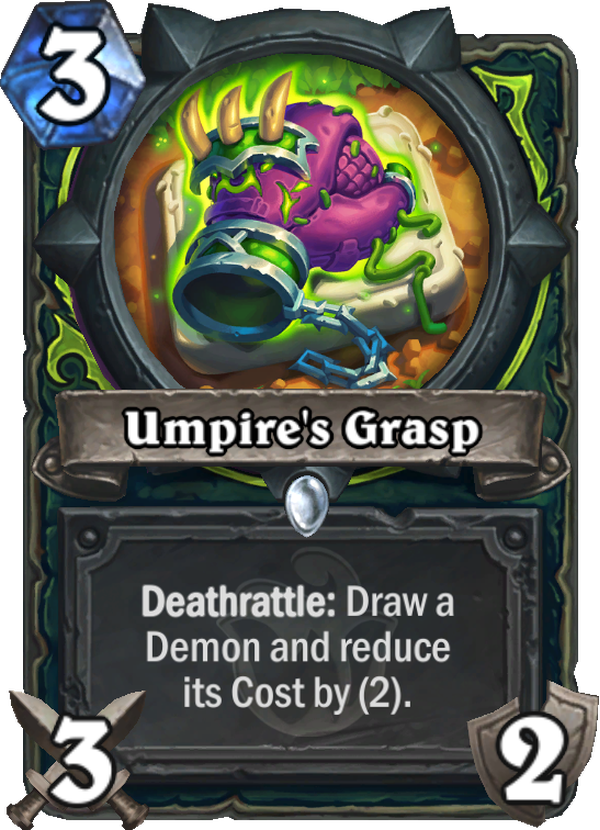 3
Umpire's Grasp
Deathrattle: Draw a
Demon and reduce
its Cost by (2).
3
2